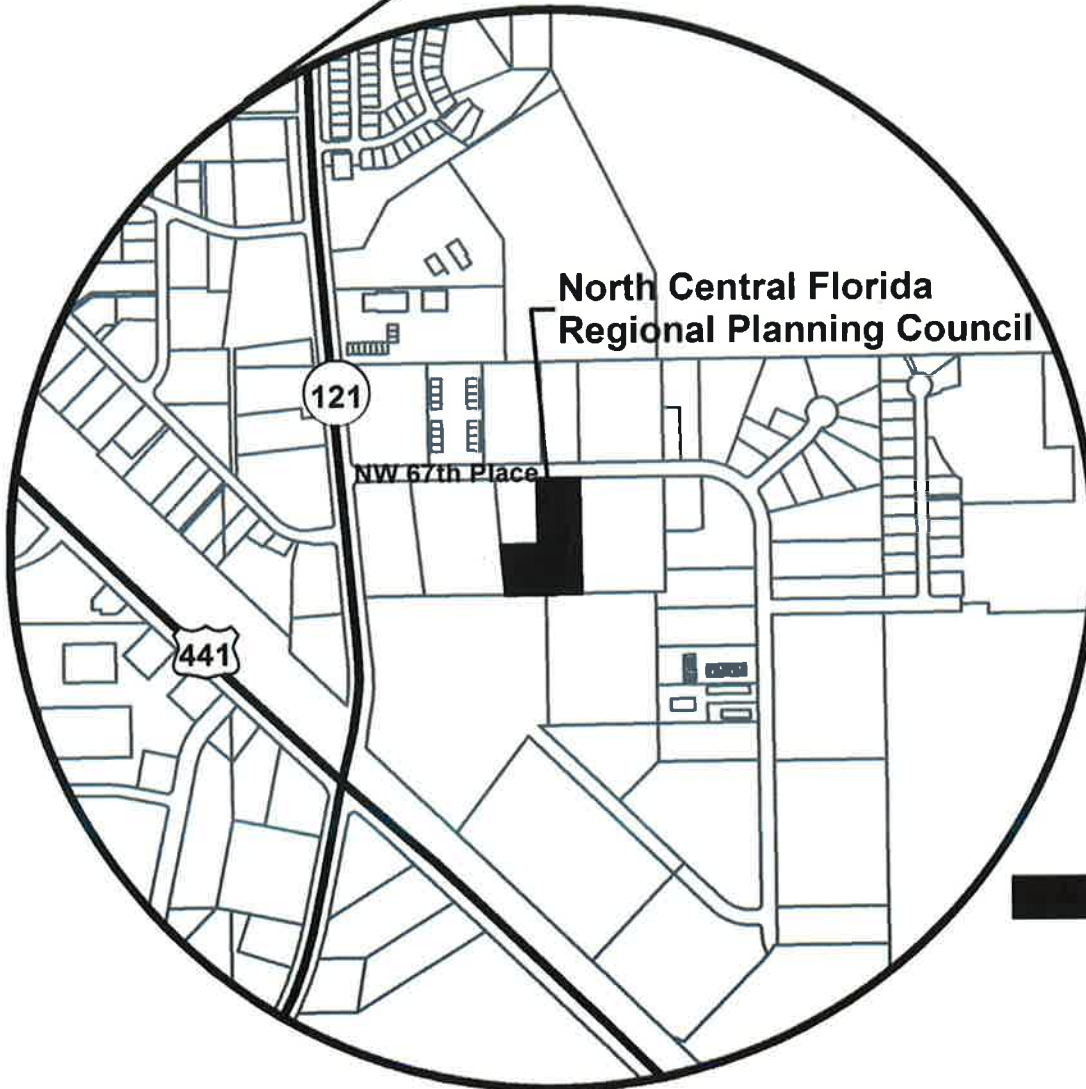 North Central Florida
Regional Planning Council
121
NW 67th Place
441